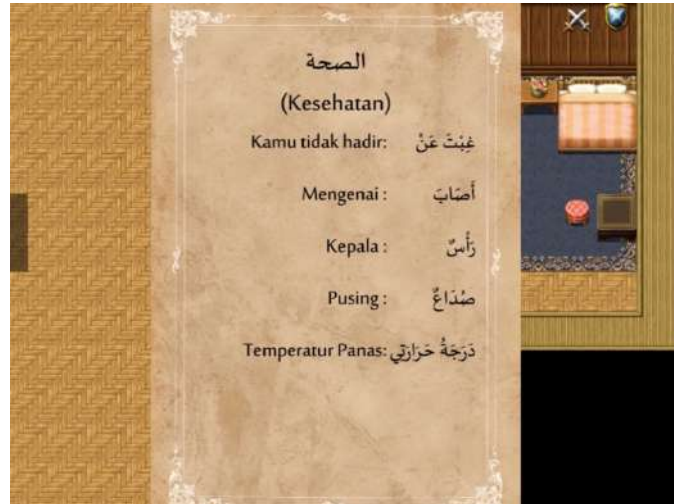 الصحة
(Kesehatan)
Kamu tidak hadir: غِبْتَ عَنْ
Mengenai : أَصَابَ
Kepala : رَأْسٌ
Pusing : صُدَاعٌ
Temperatur Panas: دَرَجَةُ حَرَارَتِي